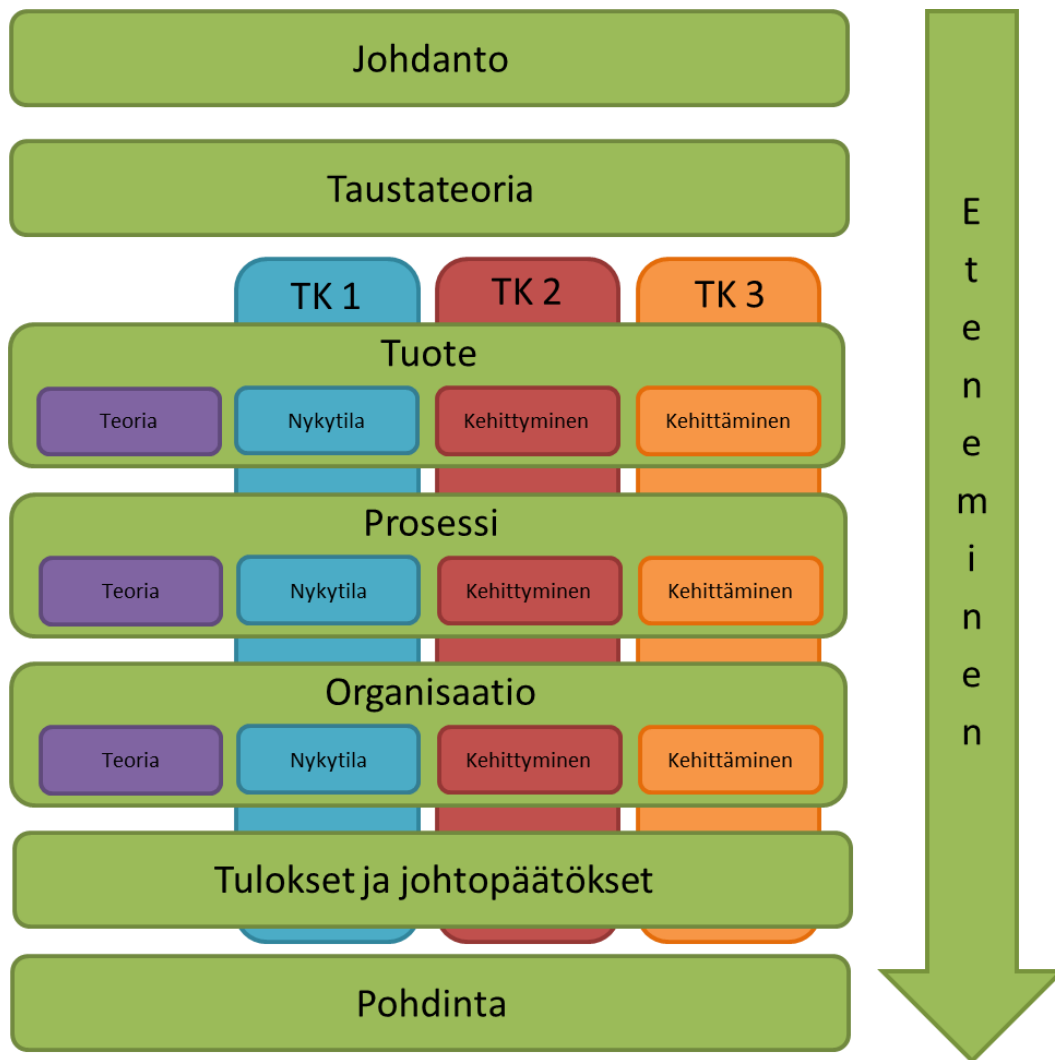 Johdanto
Taustateoria
TK 1
TK 2
TK 3
Tuote
Teoria
Nykytila
Kehittyminen
Kehittäminen
Prosessi
Teoria
Nykytila
Kehittyminen
Kehittäminen
Organisaatio
Teoria
Nykytila
Kehittyminen
Kehittäminen
Tulokset ja johtopäätökset
Pohdinta
Eteneminen